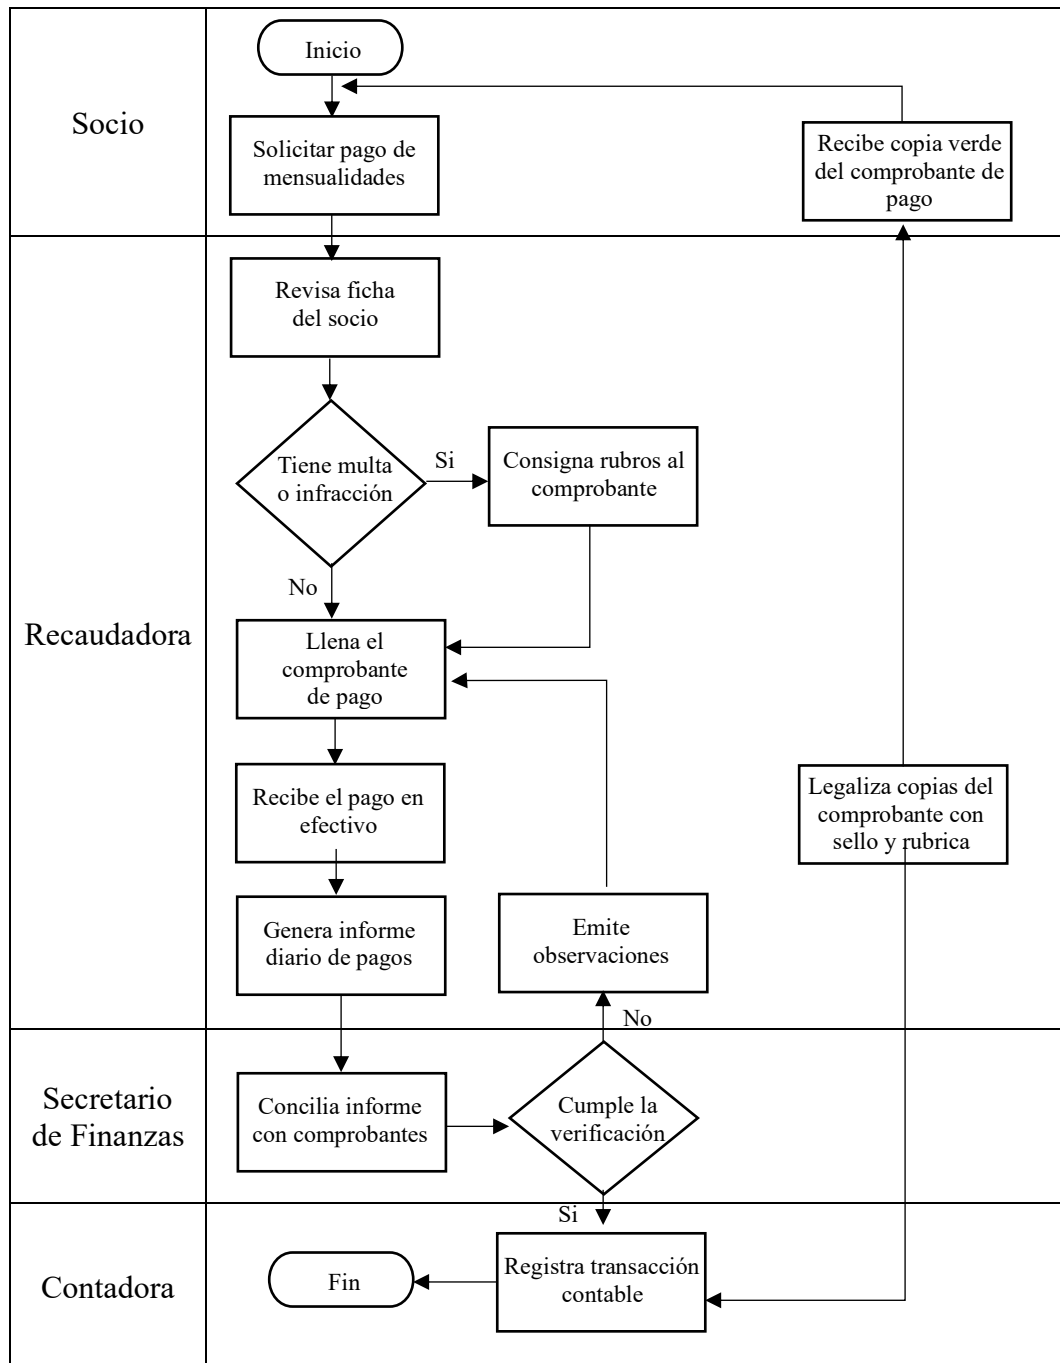 Socio
Inicio
Solicitar pago de
mensualidades
Recibe copia verde
del comprobante de
pago
Recaudadora
Revisa ficha
del socio
Tiene multa
o infracción
Si
Consigna rubros al
comprobante
No
Llena el
comprobante
de pago
Recibe el pago en
efectivo
Legaliza copias del
comprobante con
sello y rubrica
Genera informe
diario de pagos
Emite
observaciones
No
Secretario
de Finanzas
Concilia informe
con comprobantes
Cumple la
verificación
Si
Contadora
Fin
Registra transacción
contable